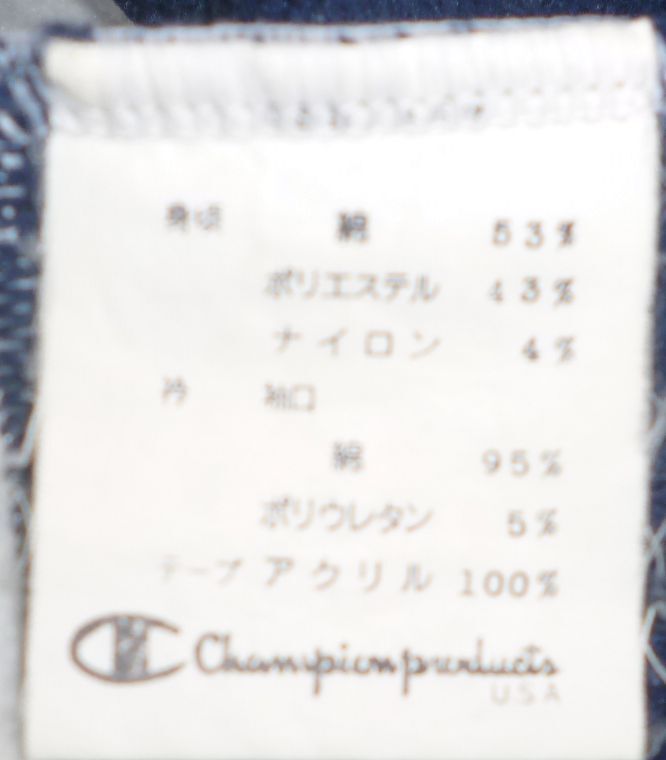 身頃 綿 53%
ポリエステル 43%
ナイロン 4%
衿 袖口
綿 95%
ポリウレタン 5%
テープ アクリル 100%
Champion products
USA